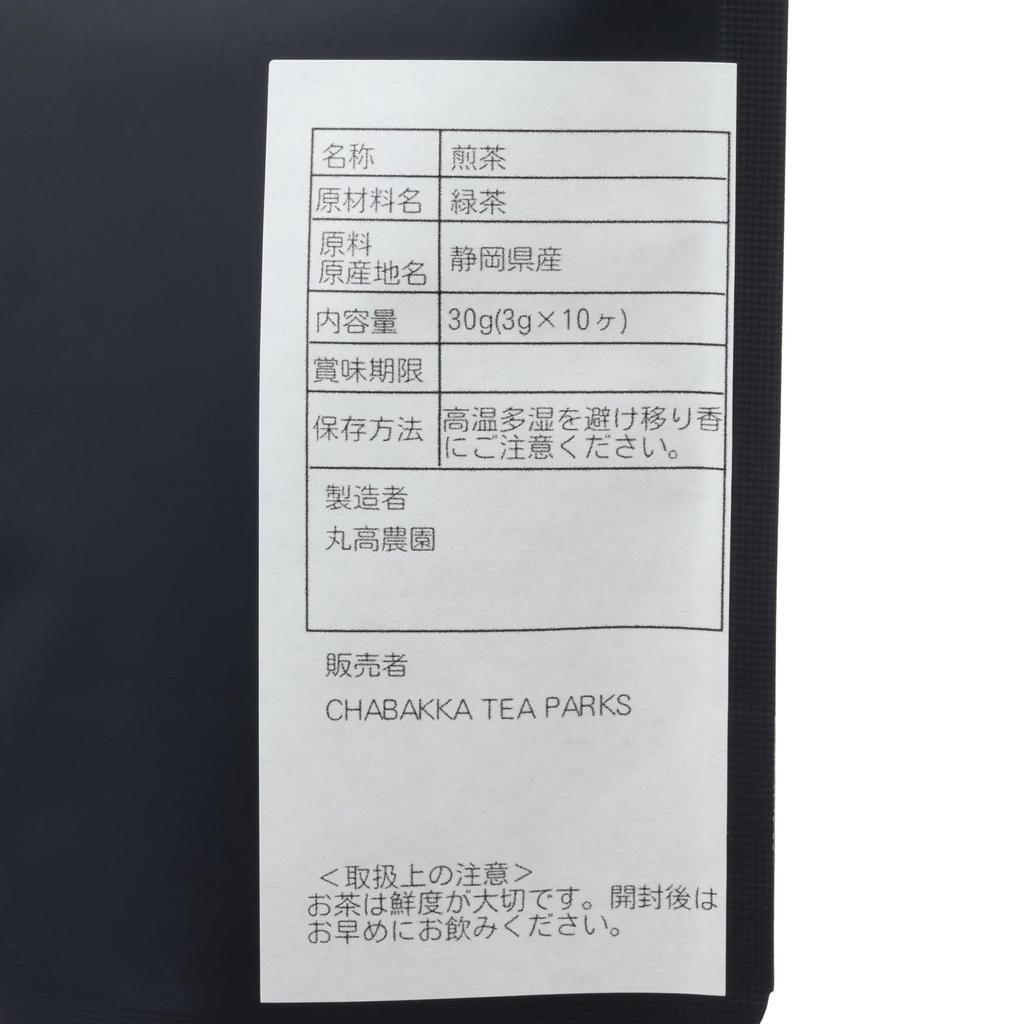 名称 煎茶
原材料名 緑茶
原料
原産地名 静岡県産
内容量 30g(3g×10ヶ)
賞味期限
保存方法 高温多湿を避け移り香
にご注意ください。
製造者
丸高農園
販売者
CHABAKKA TEA PARKS
＜取扱上の注意＞
お茶は鮮度が大切です。開封後は
お早めにお飲みください。